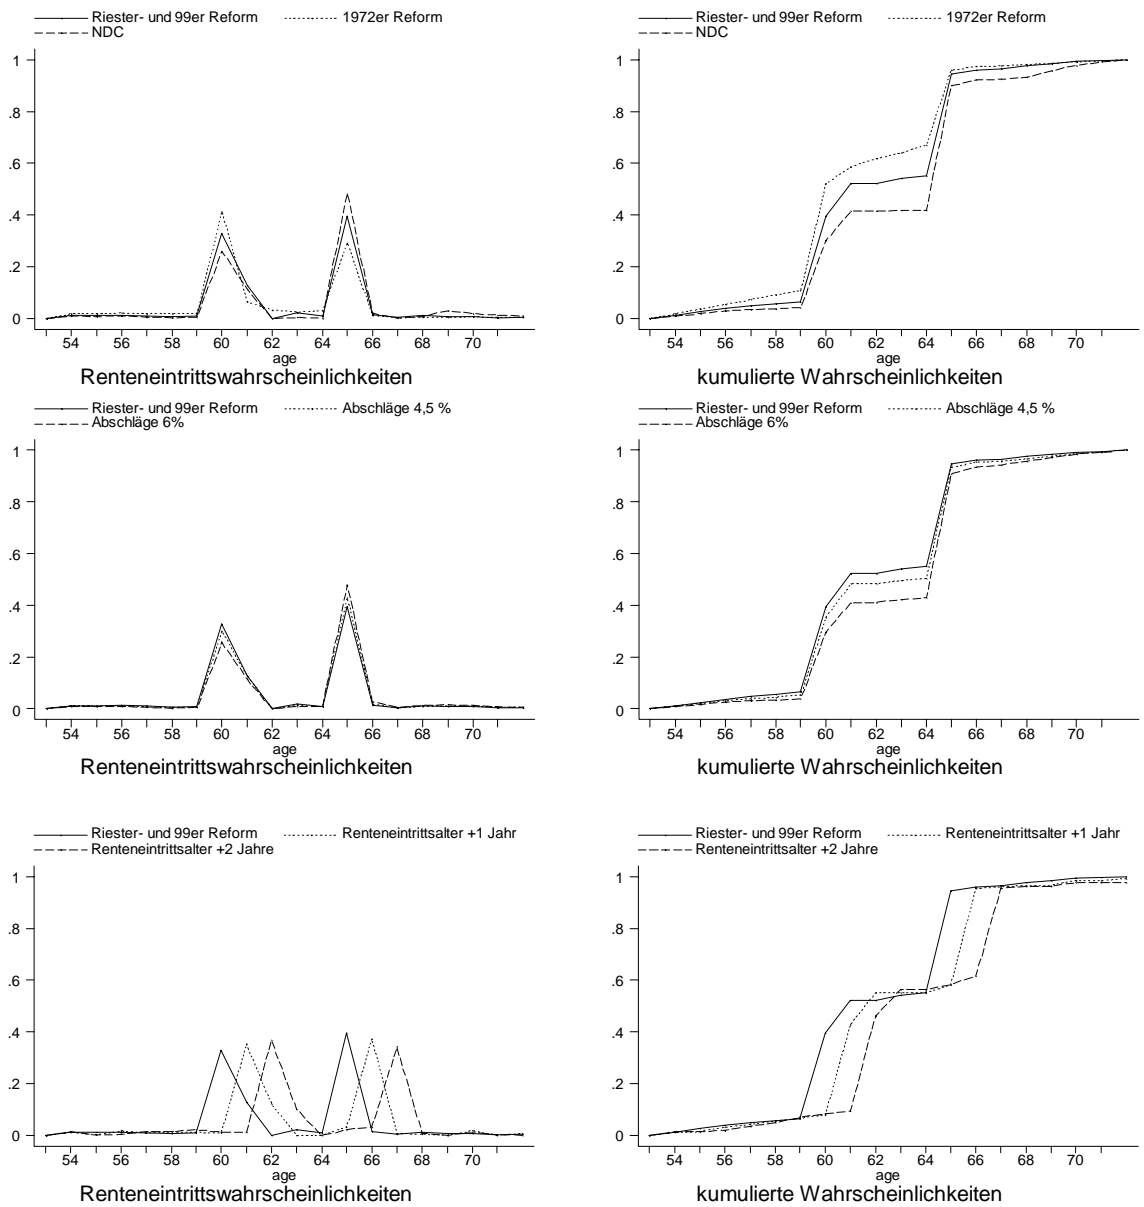 Riester- und 99er Reform 1972er Reform
NDC
1
.8
.6
.4
.2
0
54 56 58 60 62 64 66 68 70
age
Renteneintrittswahrscheinlichkeiten
Riester- und 99er Reform 1972er Reform
NDC
1
.8
.6
.4
.2
0
54 56 58 60 62 64 66 68 70
age
kumulierte Wahrscheinlichkeiten
Riester- und 99er Reform Abschläge 4,5 %
Abschläge 6%
1
.8
.6
.4
.2
0
54 56 58 60 62 64 66 68 70
age
Renteneintrittswahrscheinlichkeiten
Riester- und 99er Reform Abschläge 4,5 %
Abschläge 6%
1
.8
.6
.4
.2
0
54 56 58 60 62 64 66 68 70
age
kumulierte Wahrscheinlichkeiten
Riester- und 99er Reform Renteneintrittsalter +1 Jahr
Renteneintrittsalter +2 Jahre
1
.8
.6
.4
.2
0
54 56 58 60 62 64 66 68 70
age
Renteneintrittswahrscheinlichkeiten
Riester- und 99er Reform Renteneintrittsalter +1 Jahr
Renteneintrittsalter +2 Jahre
1
.8
.6
.4
.2
0
54 56 58 60 62 64 66 68 70
age
kumulierte Wahrscheinlichkeiten